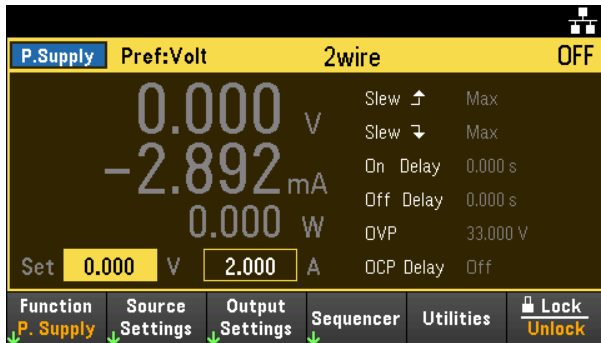 P.Supply Pref:Volt 2wire OFF
0.000 V
−2.892 mA
0.000 W
Slew Max
Slew Max
On Delay 0.000 s
Off Delay 0.000 s
OVP 33.000 V
OCP Delay Off
Set 0.000 V 2.000 A
Function Source Output Sequencer Utilities Lock
P. Supply Settings Settings Unlock